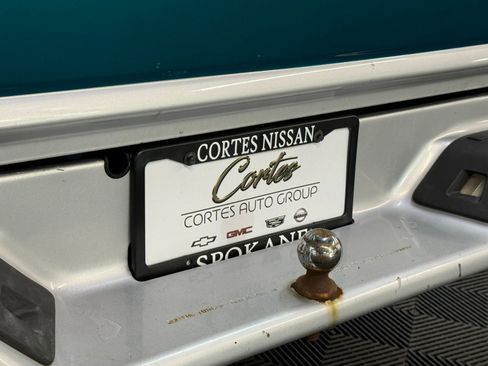 CORTES NISSAN
Cortes
CORTES AUTO GROUP
GMC
SPOKANE